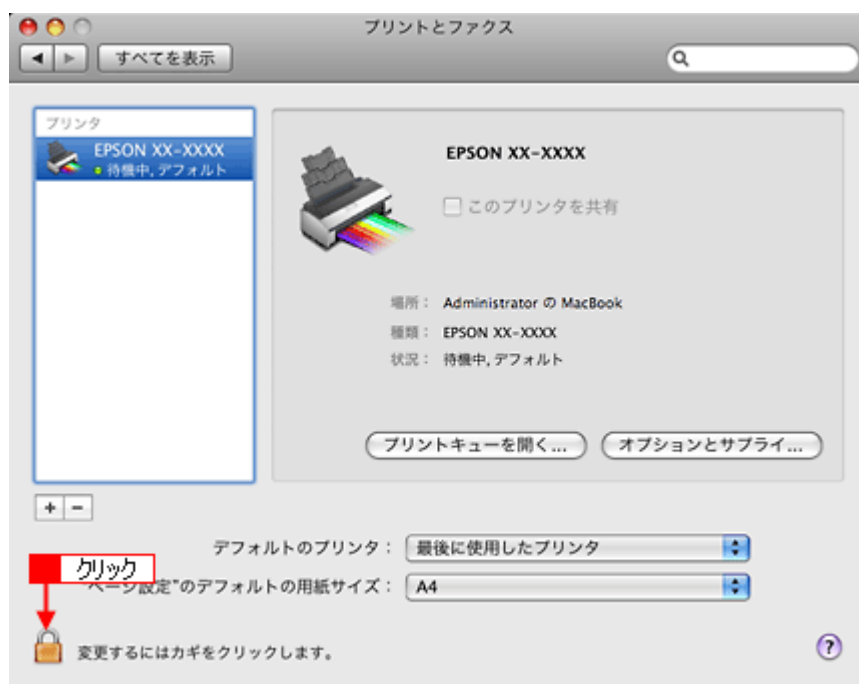 プリントとファクス
すべてを表示
プリンタ
EPSON XX-XXXX
待機中, デフォルト
EPSON XX-XXXX
このプリンタを共有
場所： Administrator の MacBook
種類： EPSON XX-XXXX
状況： 待機中, デフォルト
プリントキューを開く...
オプションとサプライ...
+ -
デフォルトのプリンタ： 最後に使用したプリンタ
クリック
ページ設定"のデフォルトの用紙サイズ： A4
変更するにはカギをクリックします。
?